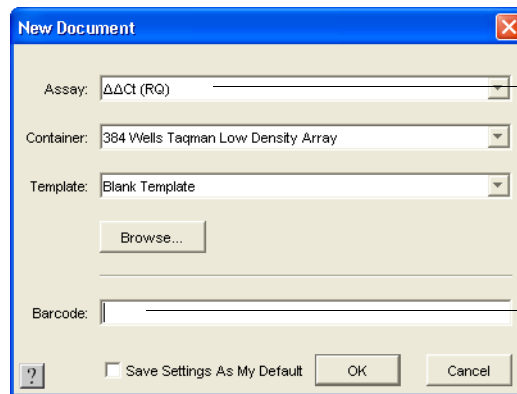 New Document
Assay: ΔΔCt (RQ)
Container: 384 Wells Taqman Low Density Array
Template: Blank Template
Browse...
Barcode:
? Save Settings As My Default OK Cancel